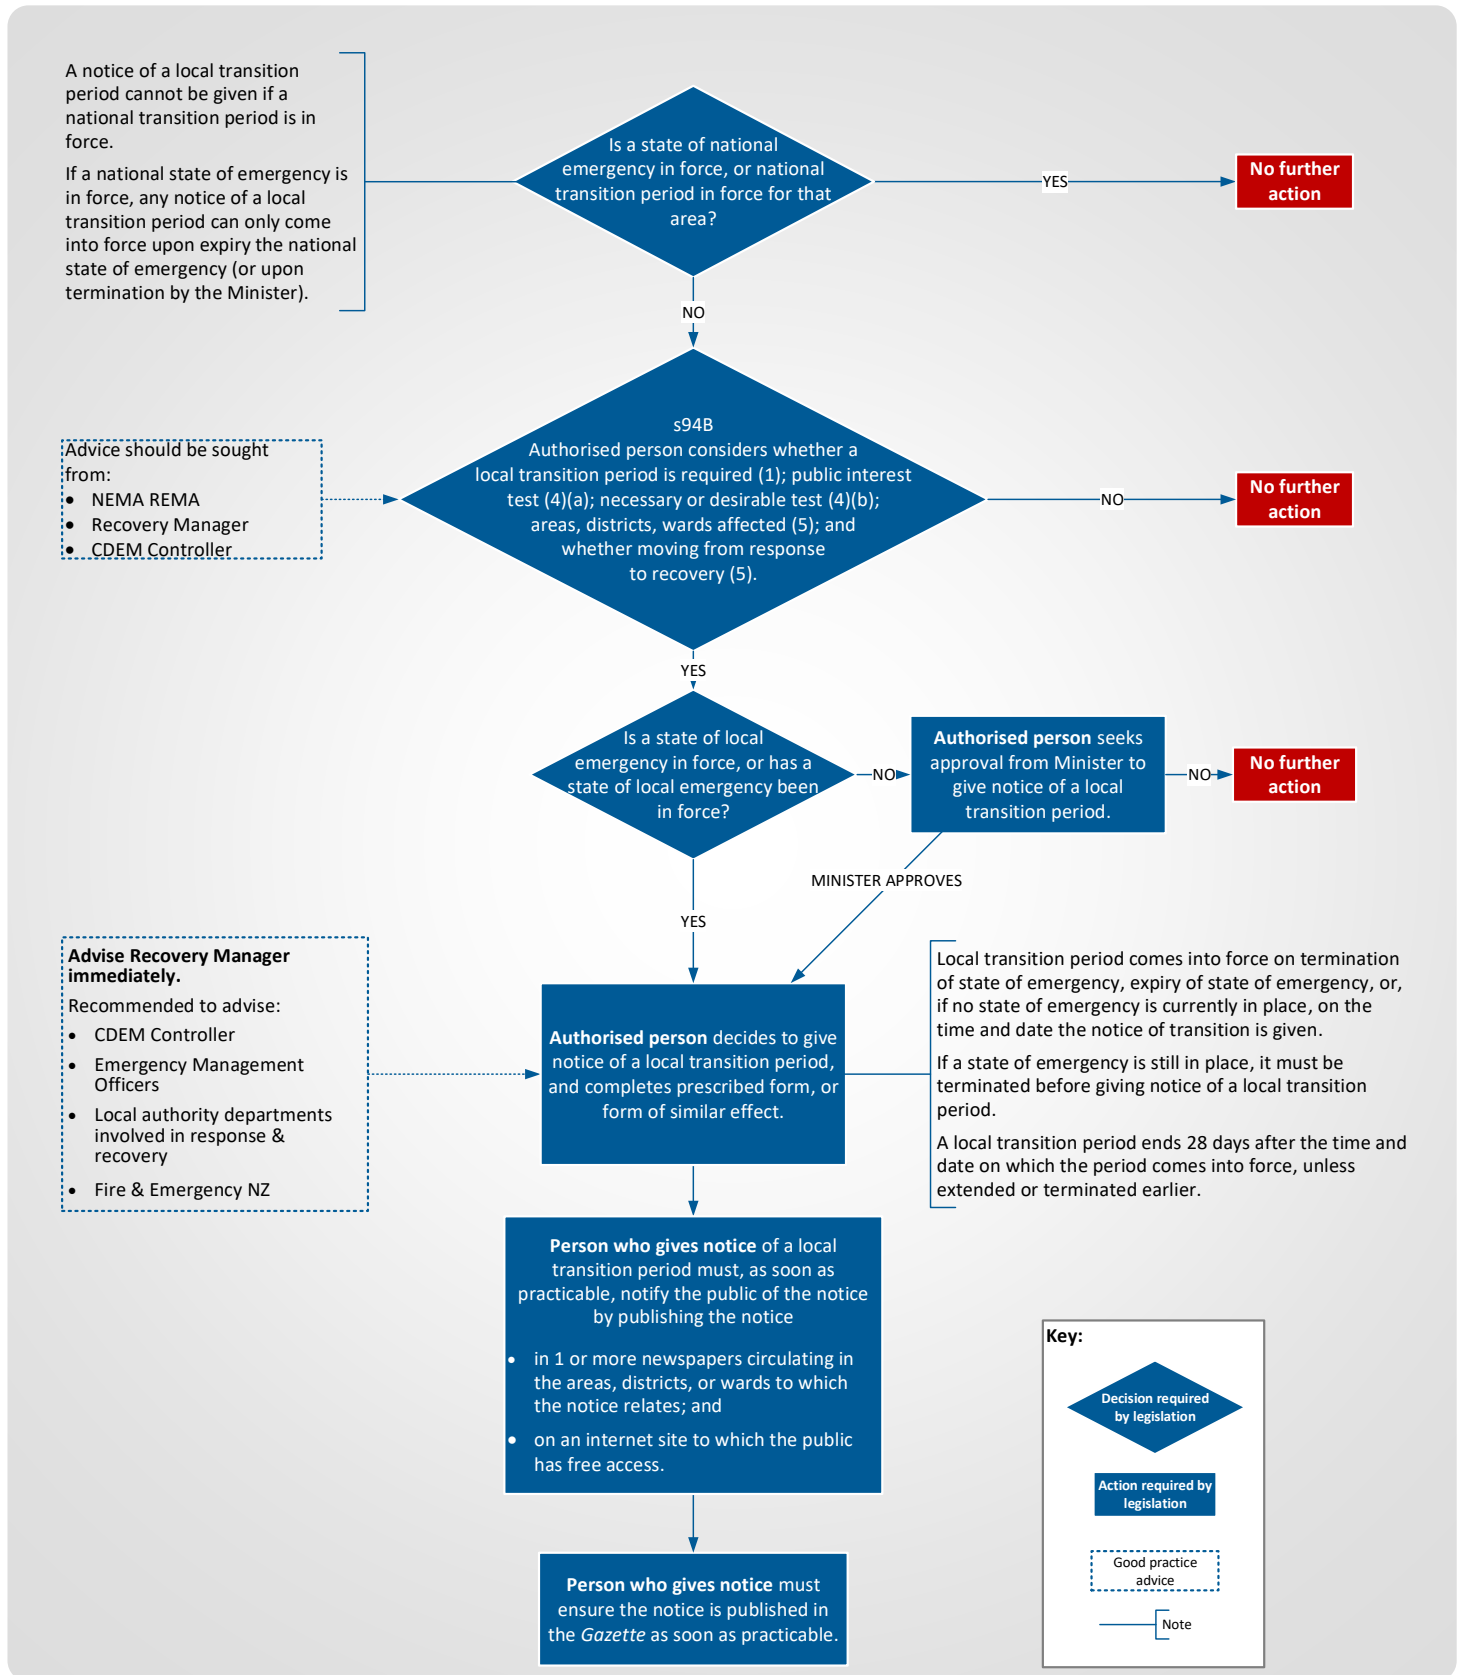 A notice of a local transition
period cannot be given if a
national transition period is in
force.
If a national state of emergency is
in force, any notice of a local
transition period can only come
into force upon expiry the national
state of emergency (or upon
termination by the Minister).
Is a state of national
emergency in force, or national
transition period in force for that
area?
YES
No further
action
NO
Advice should be sought
from:
• NEMA REMA
• Recovery Manager
• CDEM Controller
s94B
Authorised person considers whether a
local transition period is required (1); public interest
test (4)(a); necessary or desirable test (4)(b);
areas, districts, wards affected (5); and
whether moving from response
to recovery (5).
NO
No further
action
YES
Is a state of local
emergency in force, or has a
state of local emergency been
in force?
NO
Authorised person seeks
approval from Minister to
give notice of a local
transition period.
NO
No further
action
MINISTER APPROVES
YES
Advise Recovery Manager
immediately.
Recommended to advise:
• CDEM Controller
• Emergency Management
Officers
• Local authority departments
involved in response &
recovery
• Fire & Emergency NZ
Authorised person decides to give
notice of a local transition period,
and completes prescribed form, or
form of similar effect.
Local transition period comes into force on termination
of state of emergency, expiry of state of emergency, or,
if no state of emergency is currently in place, on the
time and date the notice of transition is given.
If a state of emergency is still in place, it must be
terminated before giving notice of a local transition
period.
A local transition period ends 28 days after the time and
date on which the period comes into force, unless
extended or terminated earlier.
Person who gives notice of a local
transition period must, as soon as
practicable, notify the public of the notice
by publishing the notice
• in 1 or more newspapers circulating in
the areas, districts, or wards to which
the notice relates; and
• on an internet site to which the public
has free access.
Person who gives notice must
ensure the notice is published in
the Gazette as soon as practicable.
Key:
Decision required
by legislation
Action required by
legislation
Good practice
advice
Note